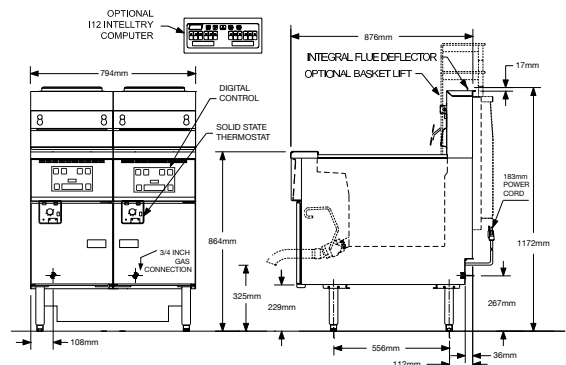 OPTIONAL
I12 INTELLTRY
COMPUTER
876mm
INTEGRAL FLUE DEFLECTOR
OPTIONAL BASKET LIFT
17mm
794mm
DIGITAL
CONTROL
SOLID STATE
THERMOSTAT
183mm
POWER
CORD
864mm
1172mm
3/4 INCH
GAS
CONNECTION
325mm
229mm
267mm
108mm
556mm
36mm
112mm